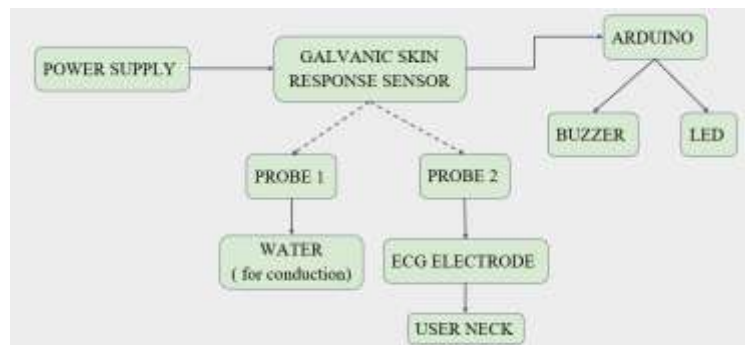 POWER SUPPLY
GALVANIC SKIN
RESPONSE SENSOR
ARDUINO
BUZZER
LED
PROBE 1
PROBE 2
WATER
( for conduction)
ECG ELECTRODE
USER NECK